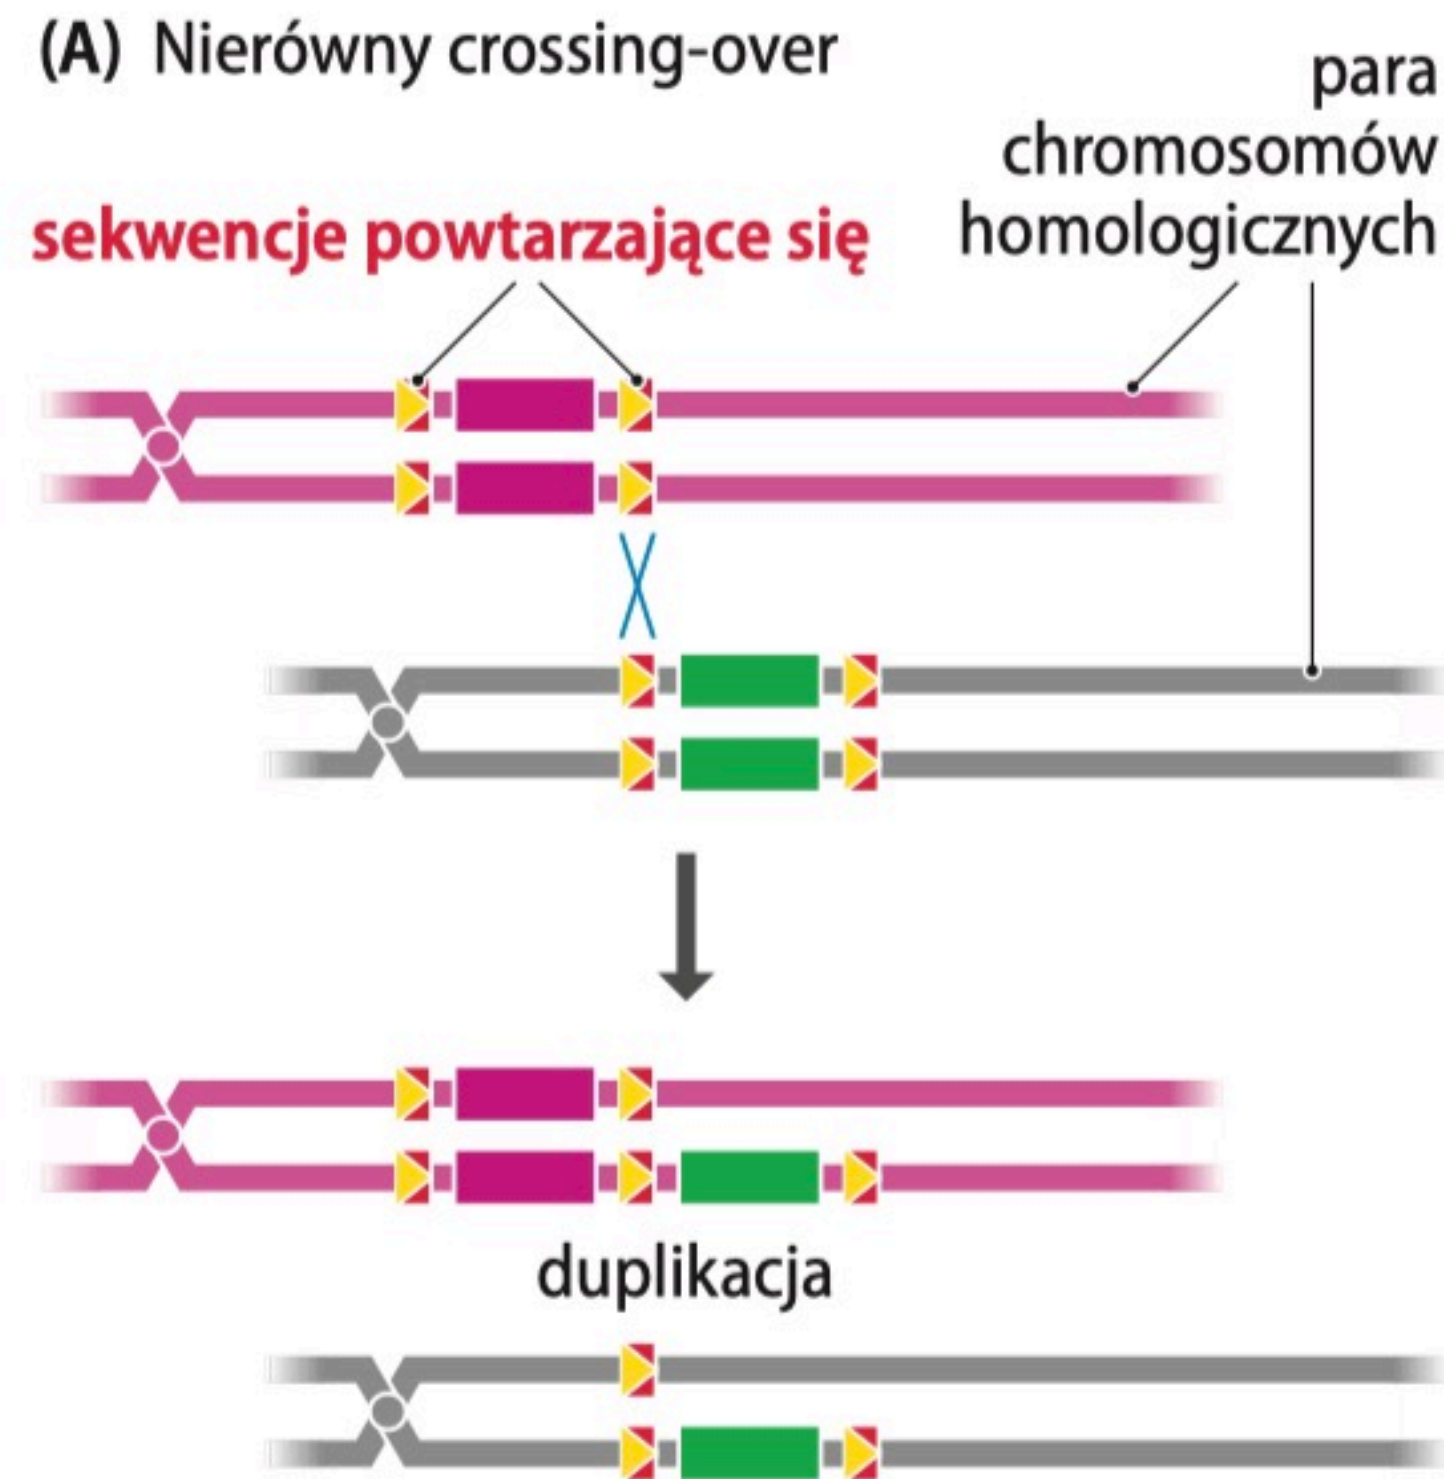 (A) Nierówny crossing-over
para
chromosomów
homologicznych
sekwencje powtarzające się
duplikacja